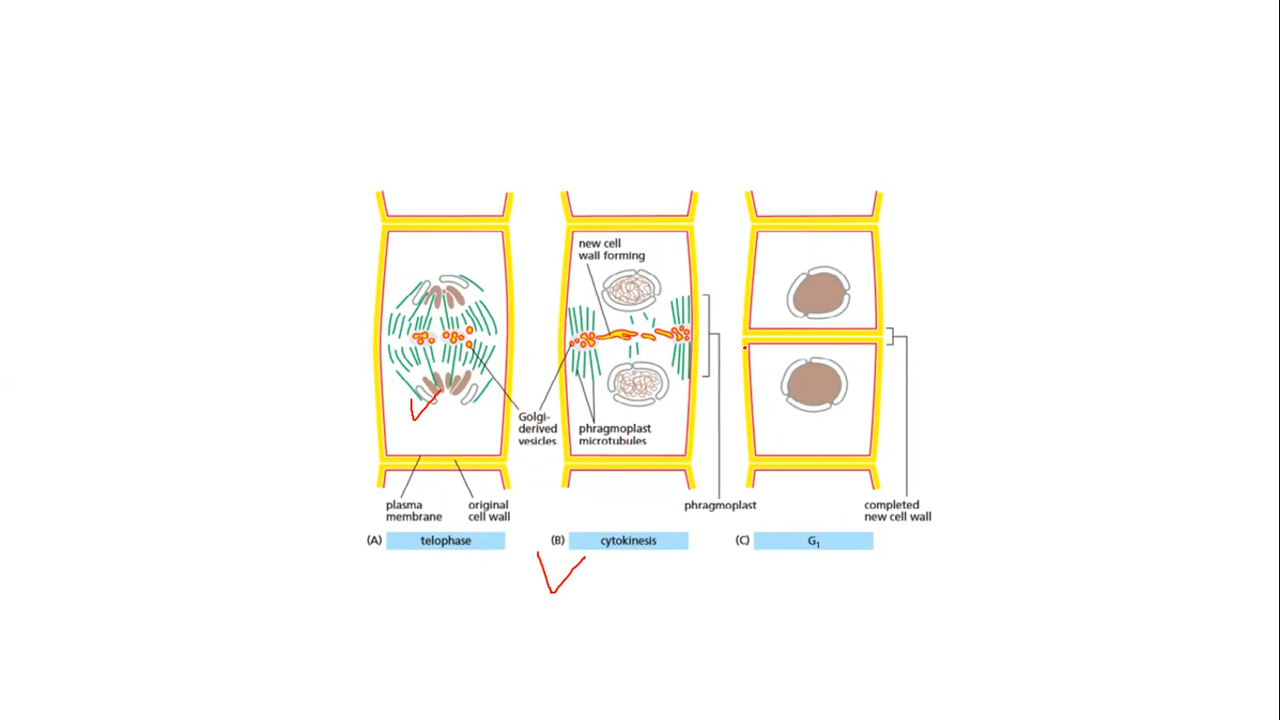 new cell
wall forming
Golgi-
derived
vesicles
phragmoplast
microtubules
plasma
membrane
original
cell wall
phragmoplast
completed
new cell wall
(A) telophase
(B) cytokinesis
(C) G₁